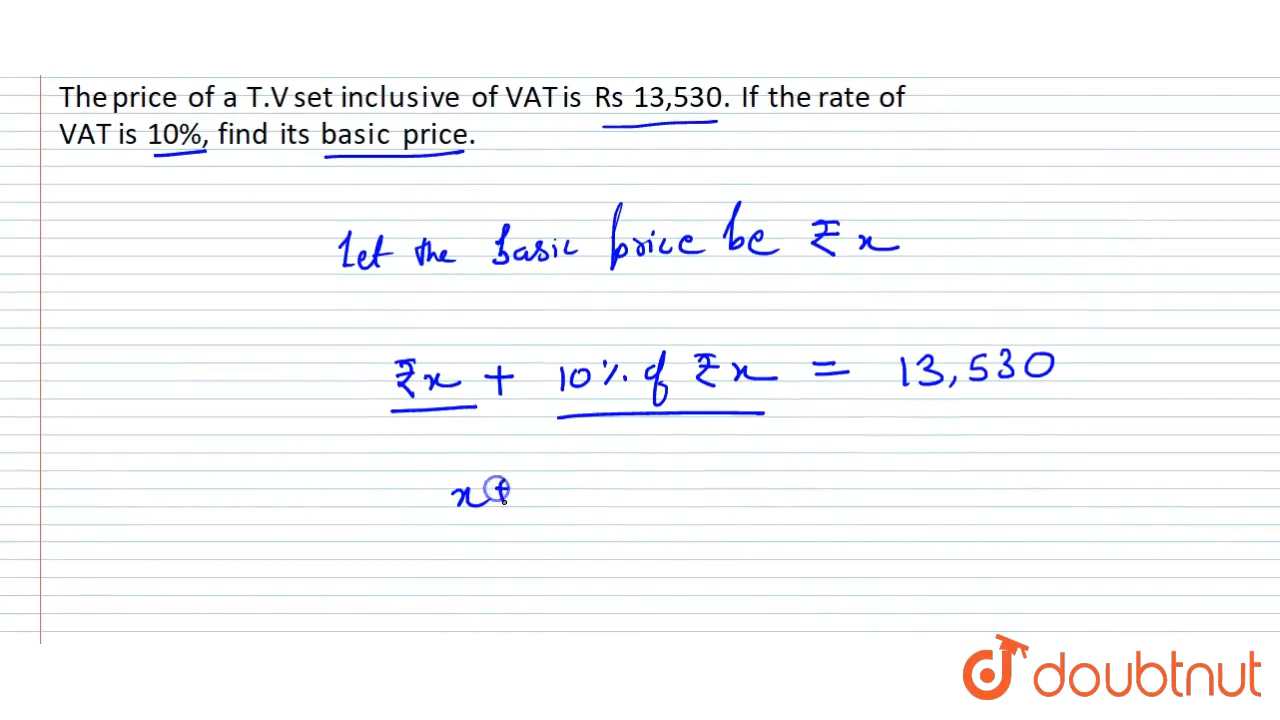 The price of a T.V set inclusive of VAT is Rs 13,530. If the rate of
VAT is 10%, find its basic price.
Let the basic price be ₹ x
₹x + 10% of ₹ x = 13,530
x +
doubtnut